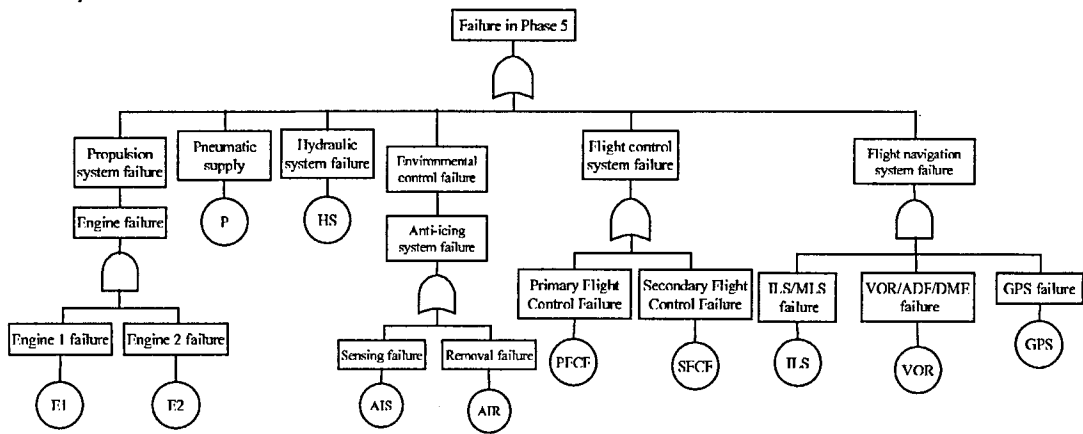 Failure in Phase 5
Propulsion
system failure
Pneumatic
supply
Hydraulic
system failure
Environmental
control failure
Flight control
system failure
Flight navigation
system failure
Engine failure
P
HS
Anti-icing
system failure
Primary Flight
Control Failure
Secondary Flight
Control Failure
ILS/MLS
failure
VOR/ADF/DME
failure
GPS failure
Engine 1 failure
Engine 2 failure
Sensing failure
Removal failure
PFCF
SFCF
ILS
VOR
GPS
E1
E2
AIS
AIR